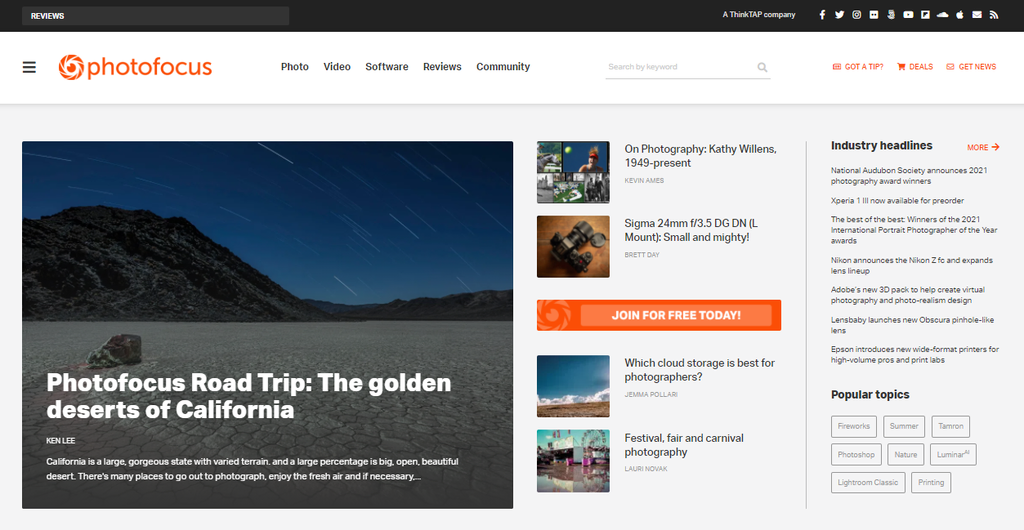 REVIEWS
A ThinkTAP company
photofocus
Photo
Video
Software
Reviews
Community
Search by keyword
GOT A TIP?
DEALS
GET NEWS
Photofocus Road Trip: The golden
deserts of California
KEN LEE
California is a large, gorgeous state with varied terrain. and a large percentage is big, open, beautiful
desert. There's many places to go out to photograph, enjoy the fresh air and if necessary,...
On Photography: Kathy Willens,
1949-present
KEVIN AMES
Sigma 24mm f/3.5 DG DN (L
Mount): Small and mighty!
BRETT DAY
JOIN FOR FREE TODAY!
Which cloud storage is best for
photographers?
JEMMA POLLARI
Festival, fair and carnival
photography
LAURI NOVAK
Industry headlines
MORE
National Audubon Society announces 2021
photography award winners
Xperia 1 III now available for preorder
The best of the best: Winners of the 2021
International Portrait Photographer of the Year
awards
Nikon announces the Nikon Z fc and expands
lens lineup
Adobe's new 3D pack to help create virtual
photography and photo-realism design
Lensbaby launches new Obscura pinhole-like
lens
Epson introduces new wide-format printers for
high-volume pros and print labs
Popular topics
Fireworks
Summer
Tamron
Photoshop
Nature
LuminarAI
Lightroom Classic
Printing